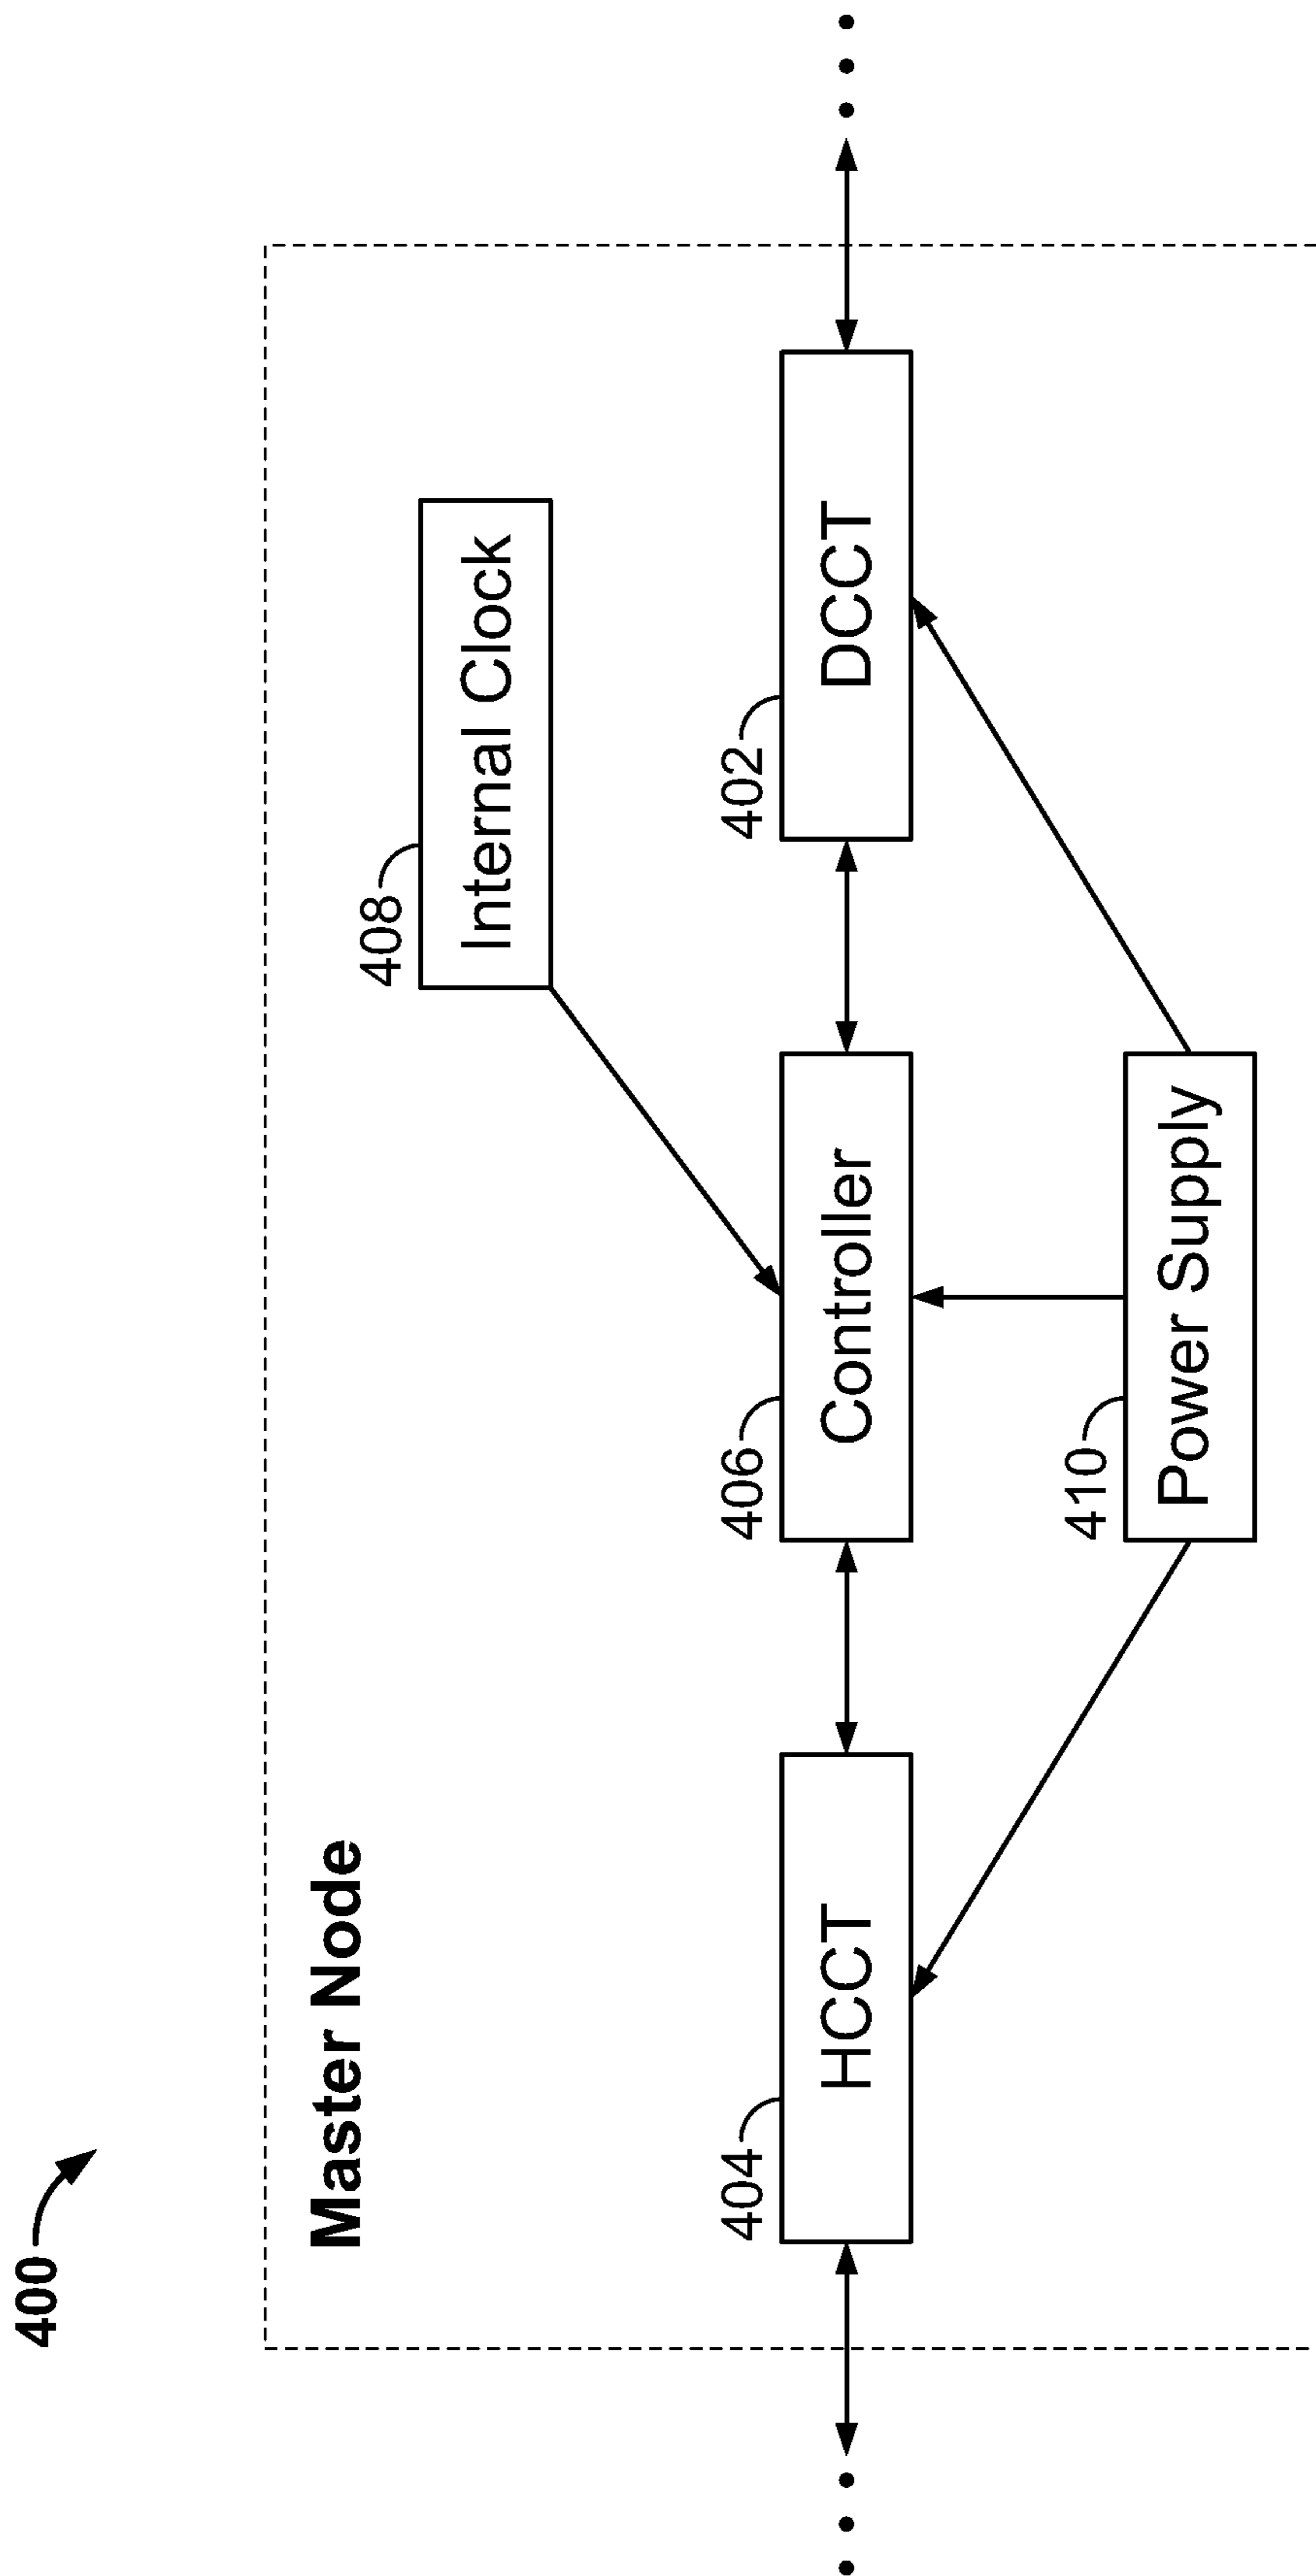 400
Master Node
408
Internal Clock
404
HCCT
406
Controller
402
DCCT
410
Power Supply